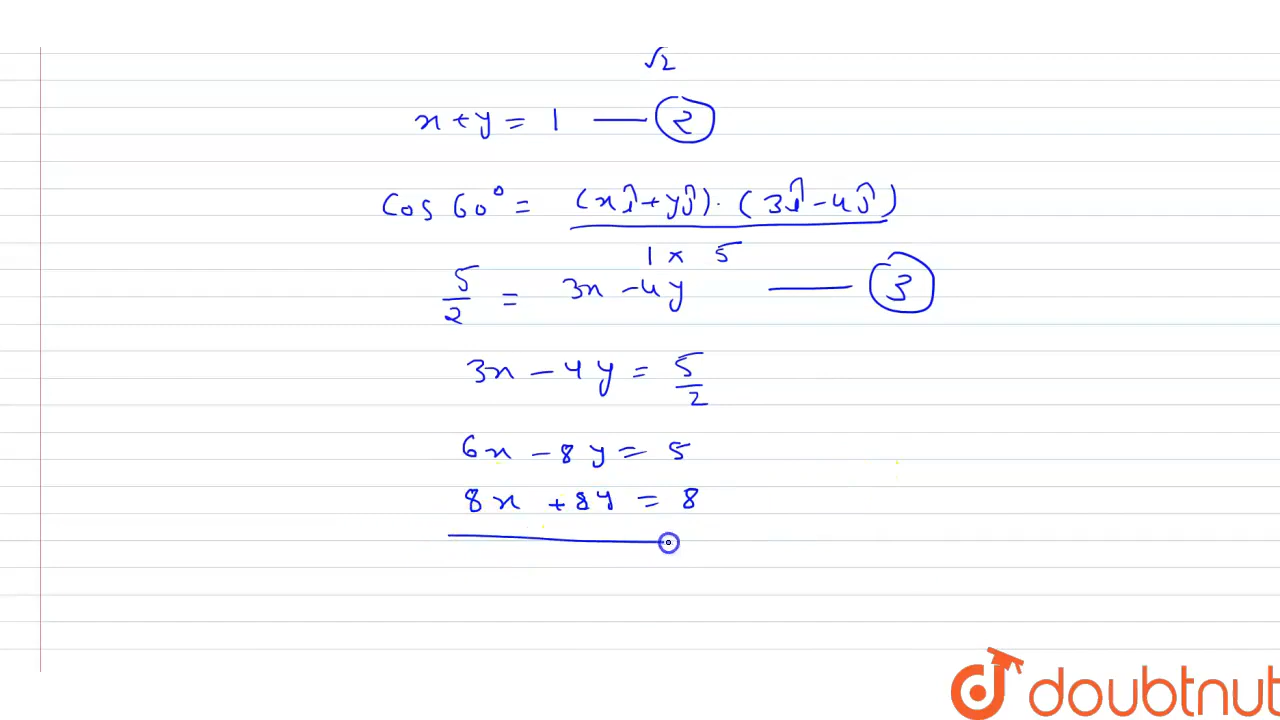 √2
x + y = 1 —— 2
Cos 60° = (xî + yĵ) · (3î - 4ĵ)
1 × 5
5/2 = 3x - 4y —— 3
3x - 4y = 5/2
6x - 8y = 5
8x + 8y = 8
doubtnut